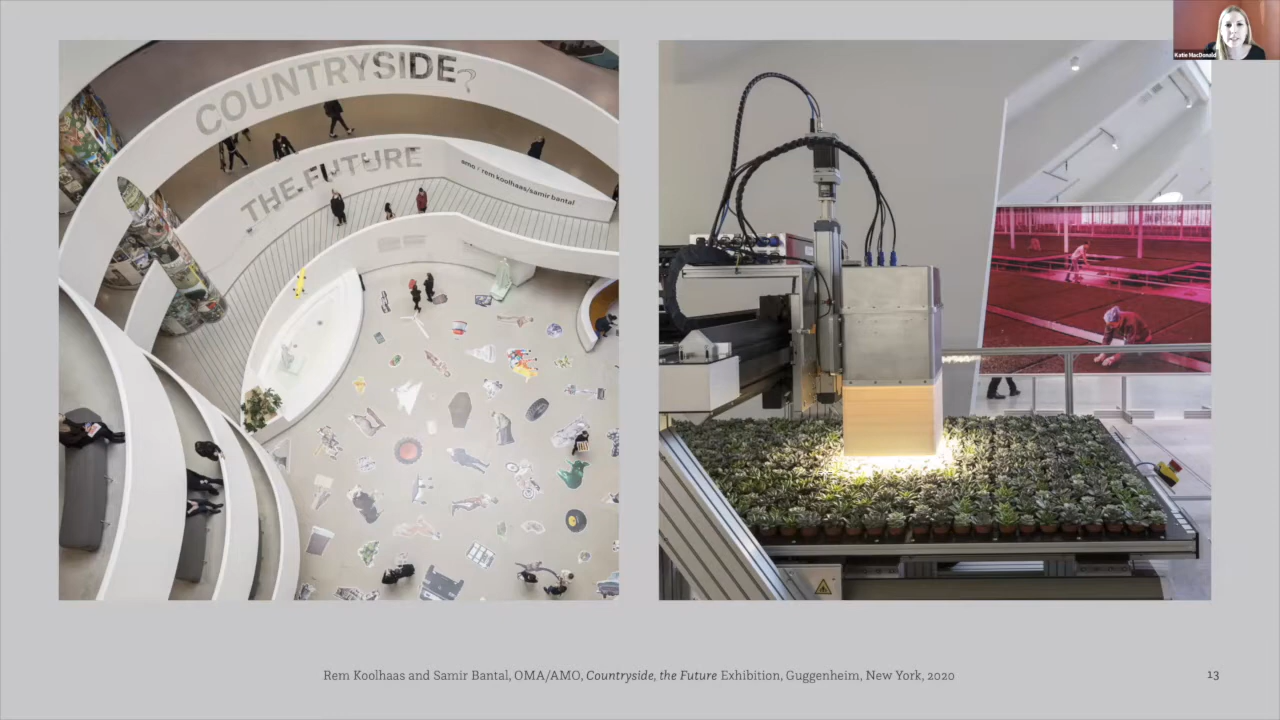 Katie MacDonald
COUNTRYSIDE?
THE FUTURE
amo / rem koolhaas/samir bantal
Rem Koolhaas and Samir Bantal, OMA/AMO, Countryside, the Future Exhibition, Guggenheim, New York, 2020
13